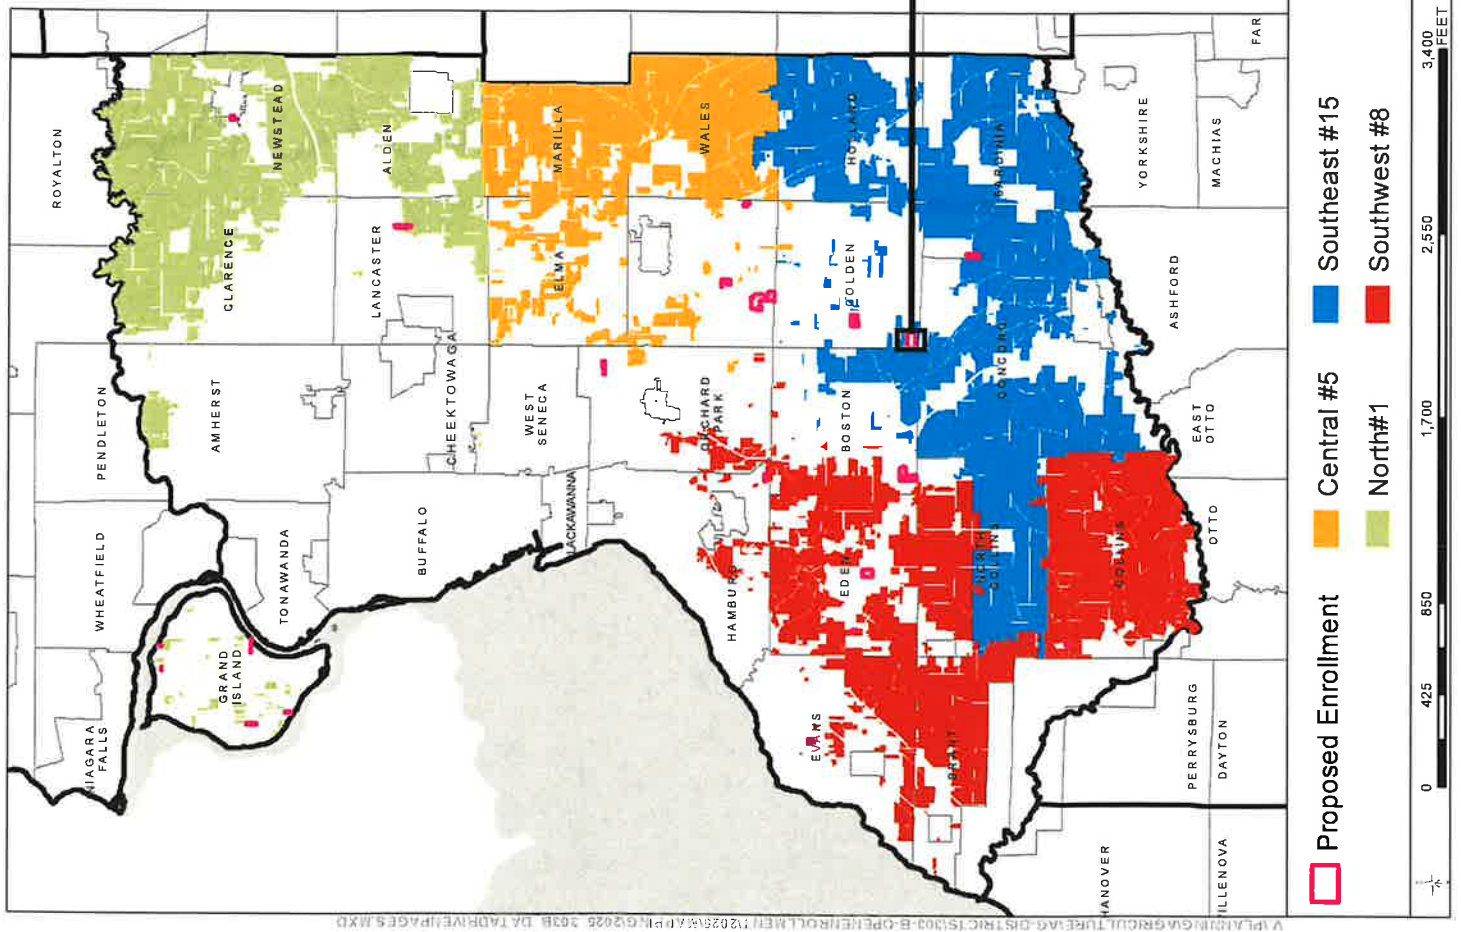 ROYALTON
PENDLETON
WHEATFIELD
NIAGARA
FALLS
NEWSTEAD
CLARENCE
AMHERST
TONAWANDA
GRAND
ISLAND
ALDEN
LANCASTER
CHEEKTOWAGA
BUFFALO
MARILLA
ELMA
WEST
SENECA
LACKAWANNA
WALES
ORCHARD
PARK
HAMBURG
HOLLAND
COLDEN
BOSTON
EDEN
EVANS
SARDINIA
CONCORD
NORTH
COLLINS
BRANT
COLLINS
YORKSHIRE
MACHIAS
FAR
ASHFORD
EAST
OTTO
OTTO
PERRYSBURG
DAYTON
HANOVER
ILLENOVA
Proposed Enrollment
Central #5
Southeast #15
North#1
Southwest #8
0 425 850 1,700 2,550 3,400
FEET